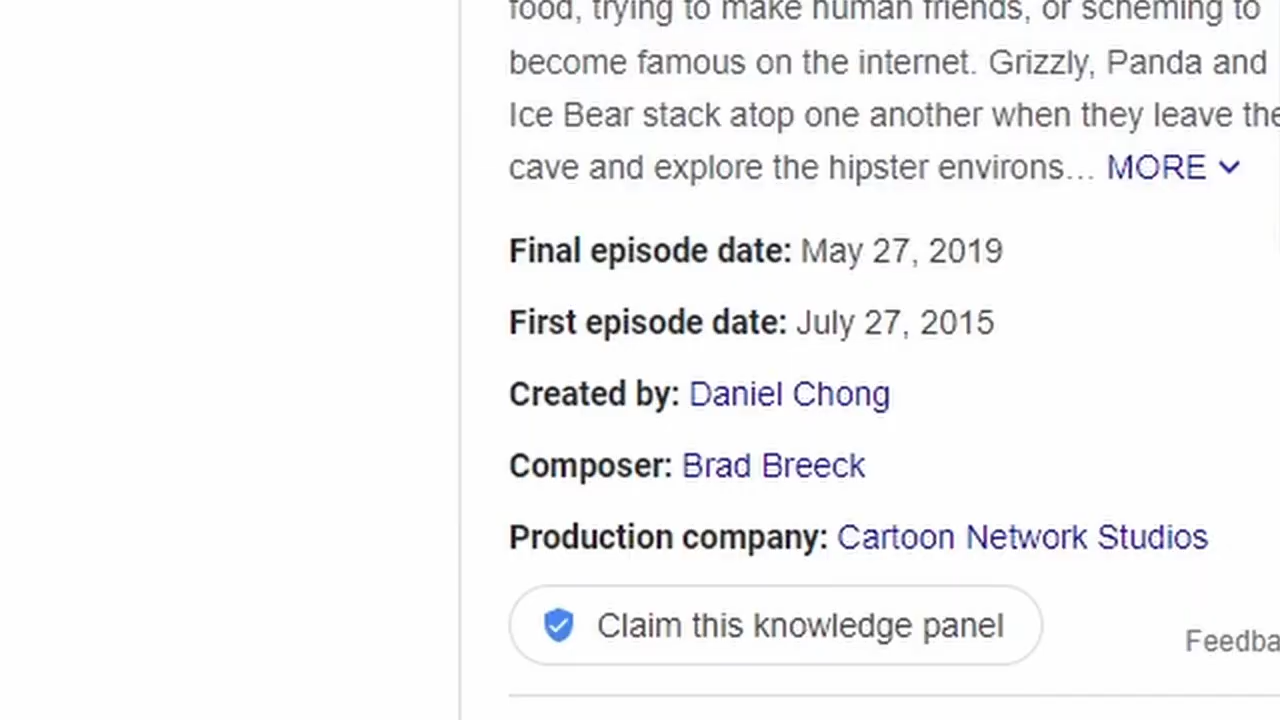 food, trying to make human friends, or scheming to
become famous on the internet. Grizzly, Panda and
Ice Bear stack atop one another when they leave the
cave and explore the hipster environs... MORE
Final episode date: May 27, 2019
First episode date: July 27, 2015
Created by: Daniel Chong
Composer: Brad Breeck
Production company: Cartoon Network Studios
Claim this knowledge panel
Feedba